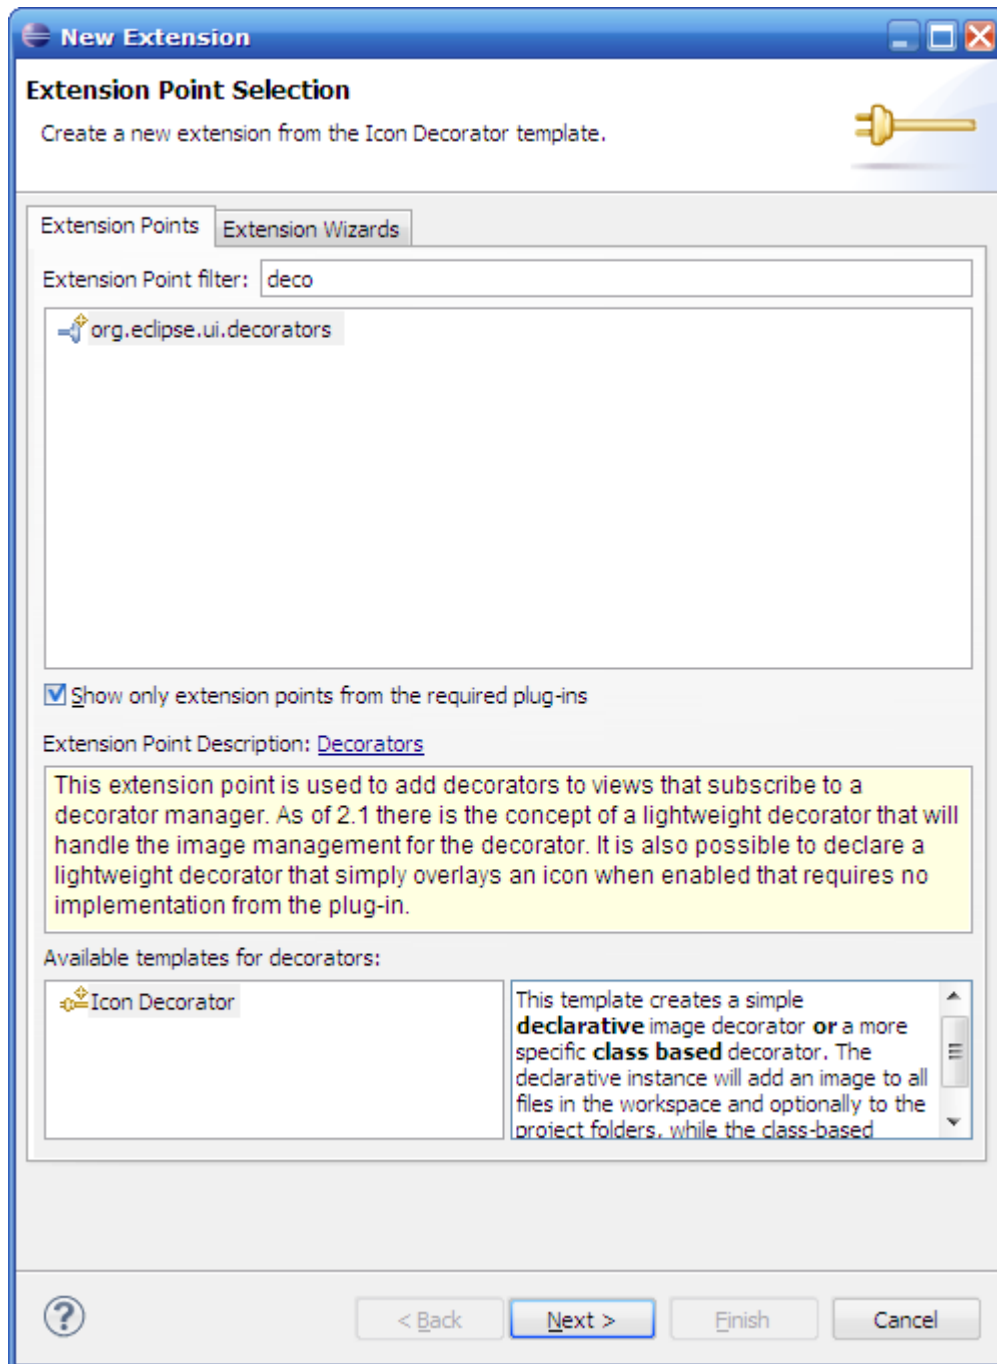 New Extension
Extension Point Selection
Create a new extension from the Icon Decorator template.
Extension Points
Extension Wizards
Extension Point filter: deco
org.eclipse.ui.decorators
Show only extension points from the required plug-ins
Extension Point Description: Decorators
This extension point is used to add decorators to views that subscribe to a
decorator manager. As of 2.1 there is the concept of a lightweight decorator that will
handle the image management for the decorator. It is also possible to declare a
lightweight decorator that simply overlays an icon when enabled that requires no
implementation from the plug-in.
Available templates for decorators:
Icon Decorator
This template creates a simple
declarative image decorator or a more
specific class based decorator. The
declarative instance will add an image to all
files in the workspace and optionally to the
project folders, while the class-based
?
< Back
Next >
Finish
Cancel